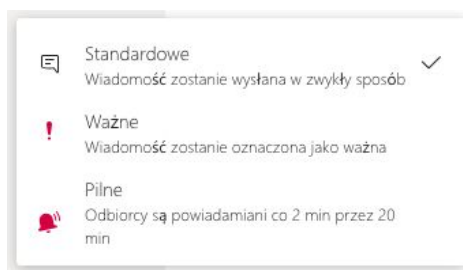 Standardowe
Wiadomość zostanie wysłana w zwykły sposób
Ważne
Wiadomość zostanie oznaczona jako ważna
Pilne
Odbiorcy są powiadamiani co 2 min przez 20
min